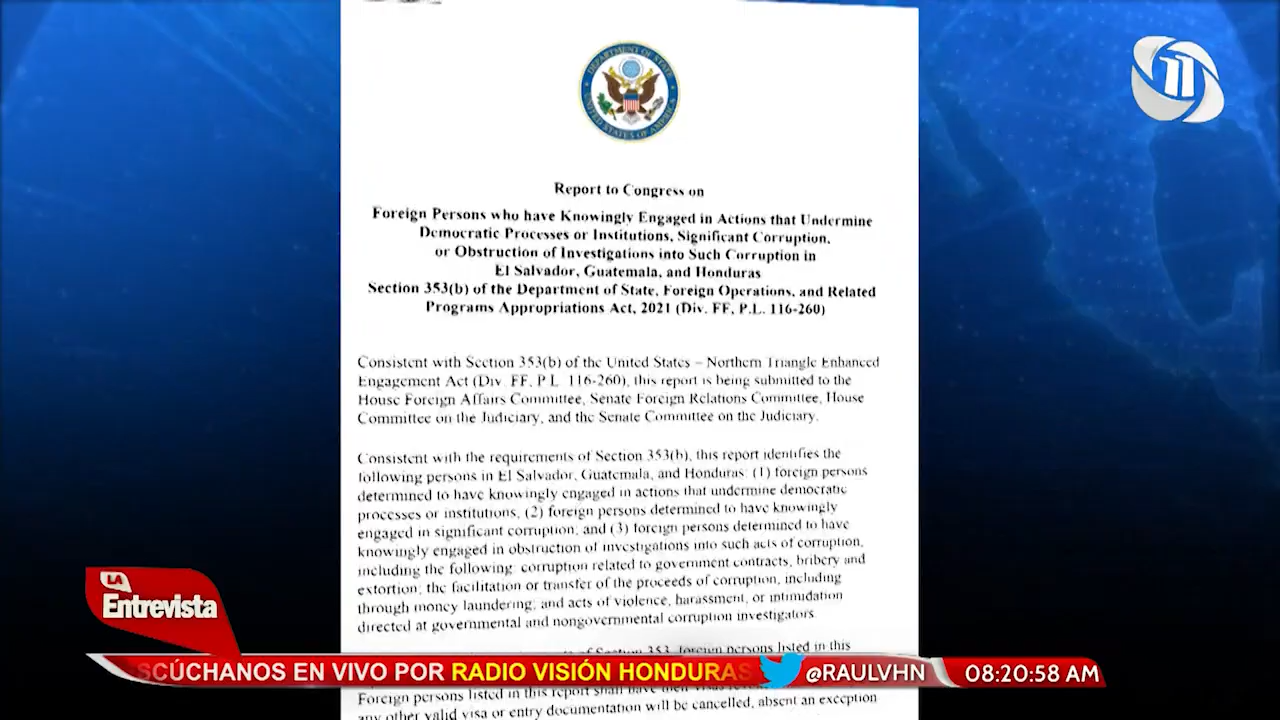 DEPARTMENT OF STATE
UNITED STATES OF AMERICA
11
Report to Congress on
Foreign Persons who have Knowingly Engaged in Actions that Undermine
Democratic Processes or Institutions, Significant Corruption,
or Obstruction of Investigations into Such Corruption in
El Salvador, Guatemala, and Honduras
Section 353(b) of the Department of State, Foreign Operations, and Related
Programs Appropriations Act, 2021 (Div. FF, P.L. 116-260)
Consistent with Section 353(b) of the United States – Northern Triangle Enhanced
Engagement Act (Div. FF, P.L. 116-260), this report is being submitted to the
House Foreign Affairs Committee, Senate Foreign Relations Committee, House
Committee on the Judiciary, and the Senate Committee on the Judiciary.
Consistent with the requirements of Section 353(b), this report identifies the
following persons in El Salvador, Guatemala, and Honduras: (1) foreign persons
determined to have knowingly engaged in actions that undermine democratic
processes or institutions; (2) foreign persons determined to have knowingly
engaged in significant corruption; and (3) foreign persons determined to have
knowingly engaged in obstruction of investigations into such acts of corruption,
including the following: corruption related to government contracts, bribery and
extortion; the facilitation or transfer of the proceeds of corruption, including
through money laundering; and acts of violence, harassment, or intimidation
directed at governmental and nongovernmental corruption investigators.
of Section 353, foreign persons listed in this
LA
Entrevista
SCÚCHANOS EN VIVO POR RADIO VISIÓN HONDURAS @RAULVHN 08:20:58 AM
Foreign persons listed in this report shall have their visas
any other valid visa or entry documentation will be cancelled, absent an exception